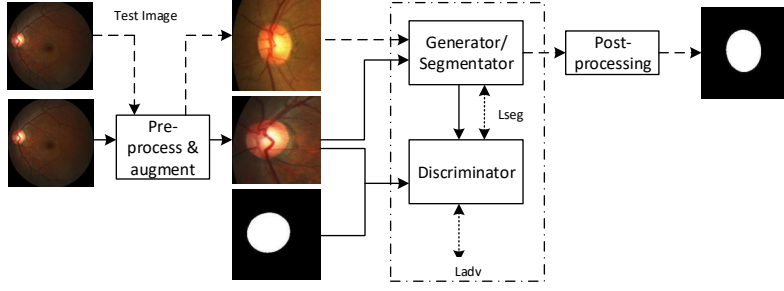 Test Image
Pre-
process &
augment
Generator/
Segmentator
Lseg
Discriminator
Ladv
Post-
processing